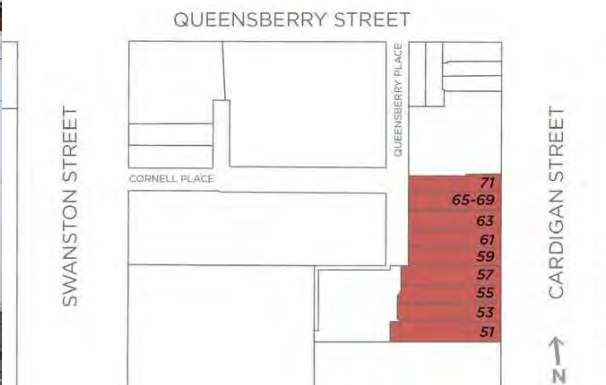 QUEENSBERRY STREET
SWANSTON STREET
CORNELL PLACE
QUEENSBERRY PLACE
CARDIGAN STREET
71
65-69
63
61
59
57
55
53
51
N